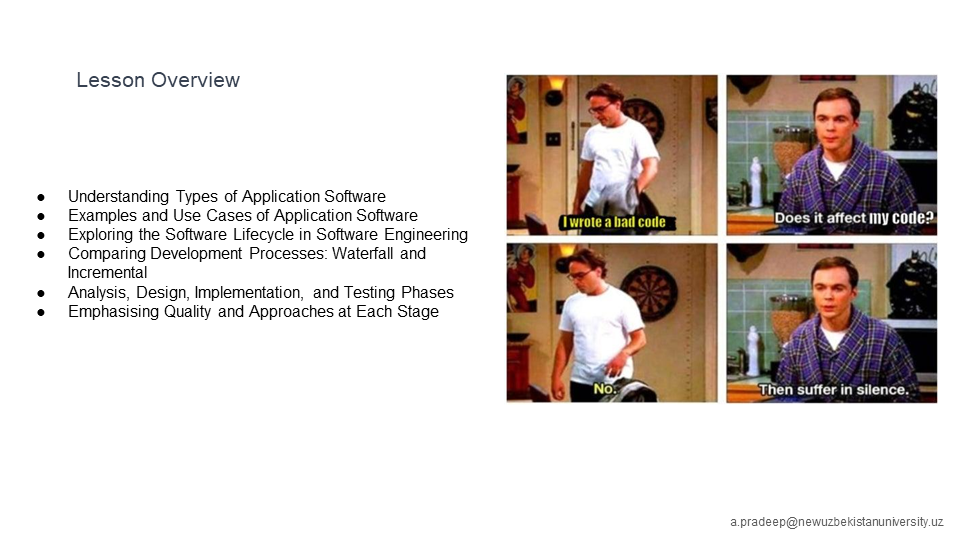 Lesson Overview
● Understanding Types of Application Software
● Examples and Use Cases of Application Software
● Exploring the Software Lifecycle in Software Engineering
● Comparing Development Processes: Waterfall and
Incremental
● Analysis, Design, Implementation, and Testing Phases
● Emphasising Quality and Approaches at Each Stage
I wrote a bad code
Does it affect my code?
No.
Then suffer in silence.
a.pradeep@newuzbekistanuniversity.uz